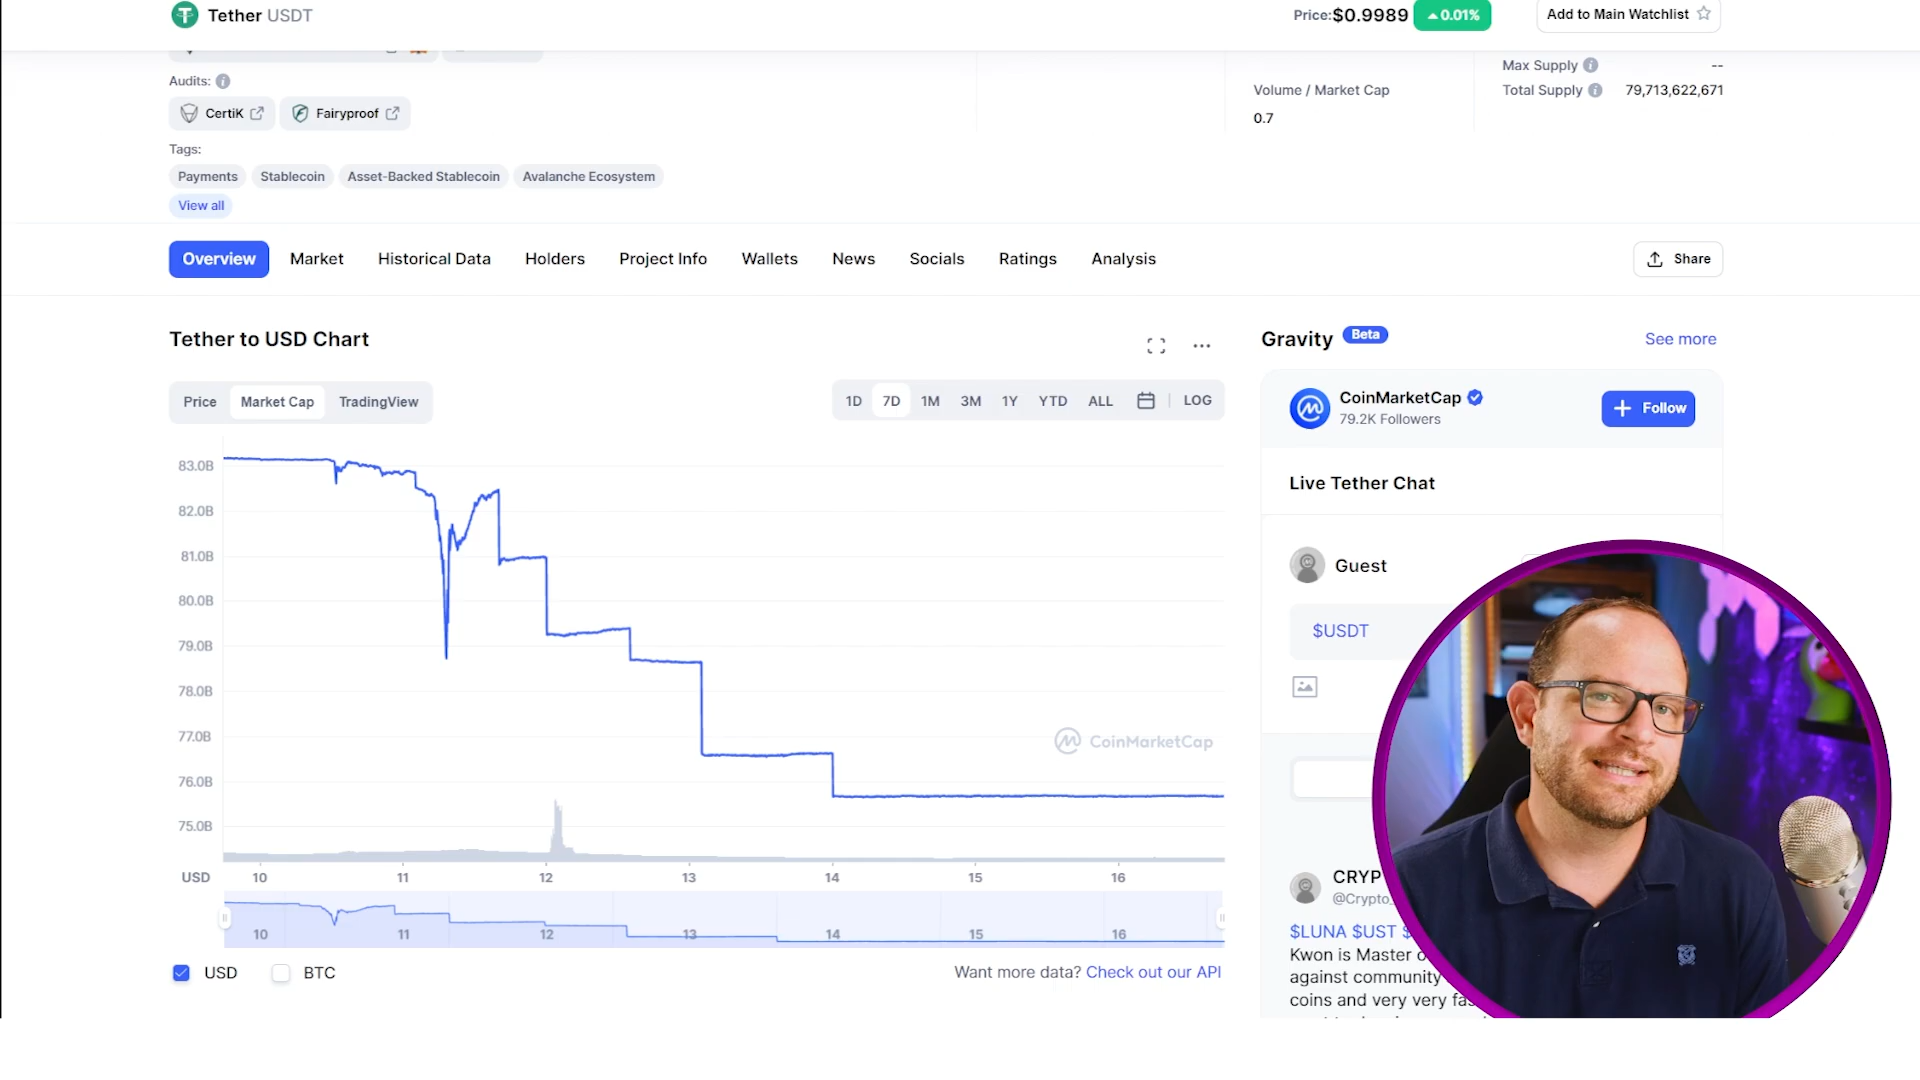 Tether USDT
Price:$0.9989 0.01%
Add to Main Watchlist
Audits:
CertiK Fairyproof
Tags:
Payments Stablecoin Asset-Backed Stablecoin Avalanche Ecosystem
View all
Volume / Market Cap
0.7
Max Supply --
Total Supply 79,713,622,671
Overview Market Historical Data Holders Project Info Wallets News Socials Ratings Analysis
Share
Tether to USD Chart
Price Market Cap TradingView
1D 7D 1M 3M 1Y YTD ALL LOG
83.0B
82.0B
81.0B
80.0B
79.0B
78.0B
77.0B
76.0B
75.0B
CoinMarketCap
USD 10 11 12 13 14 15 16
10 11 12 13 14 15 16
USD BTC
Want more data? Check out our API
Gravity Beta
See more
CoinMarketCap
79.2K Followers
Follow
Live Tether Chat
Guest
$USDT
CRYP
@Crypto_
$LUNA $UST $
Kwon is Master
against community
coins and very very